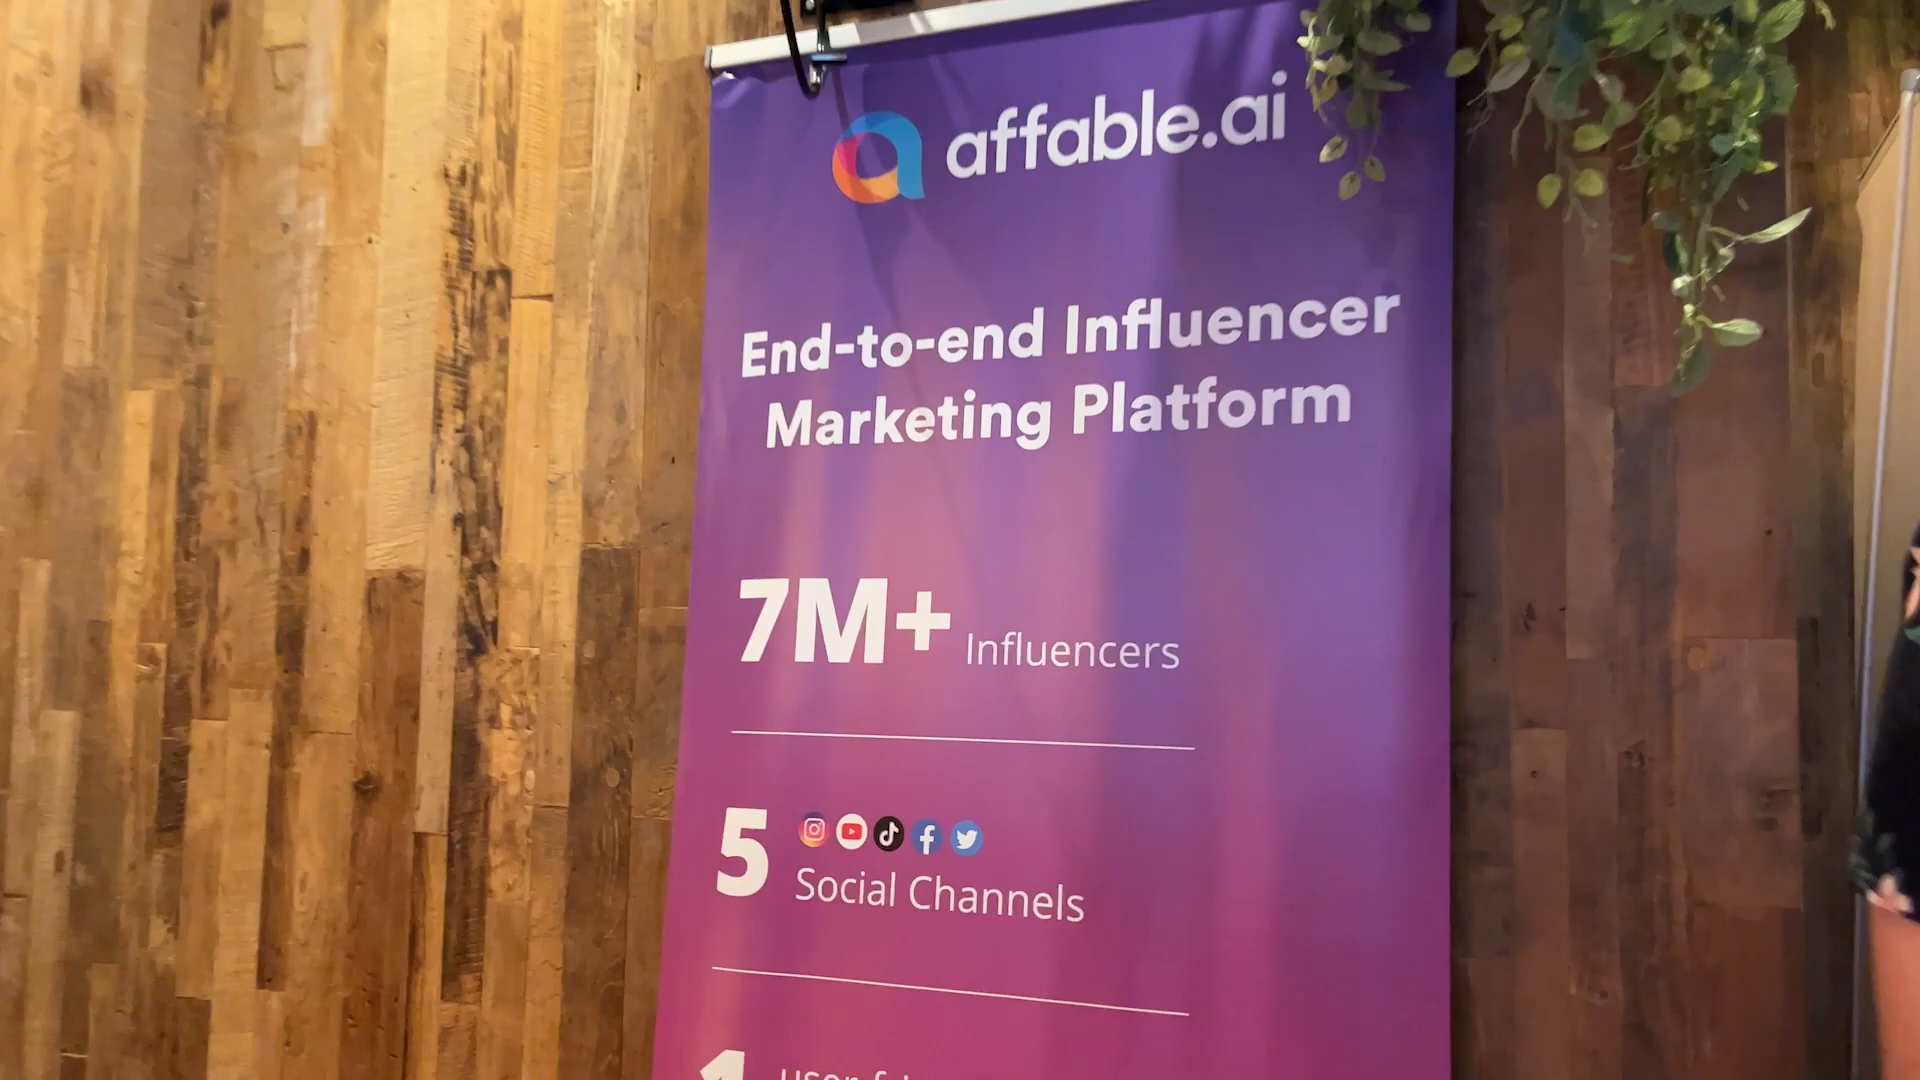 affable.ai
End-to-end Influencer
Marketing Platform
7M+ Influencers
5
Social Channels